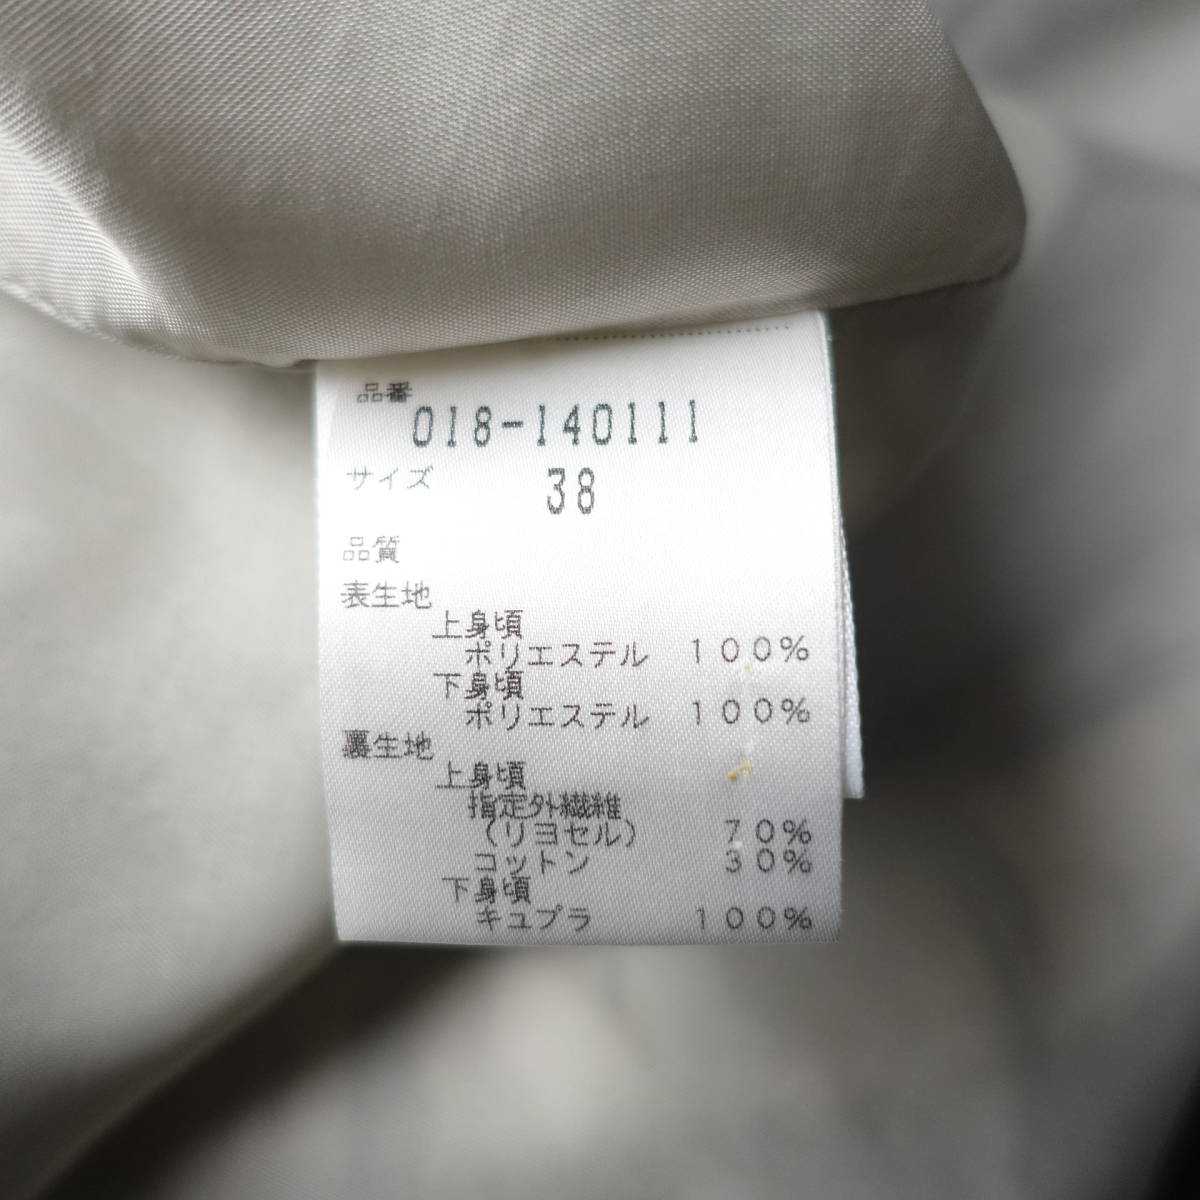 品番
018-140111
サイズ 38
品質
表生地
上身頃
ポリエステル 100%
下身頃
ポリエステル 100%
裏生地
上身頃
指定外繊維
(リヨセル) 70%
コットン 30%
下身頃
キュプラ 100%